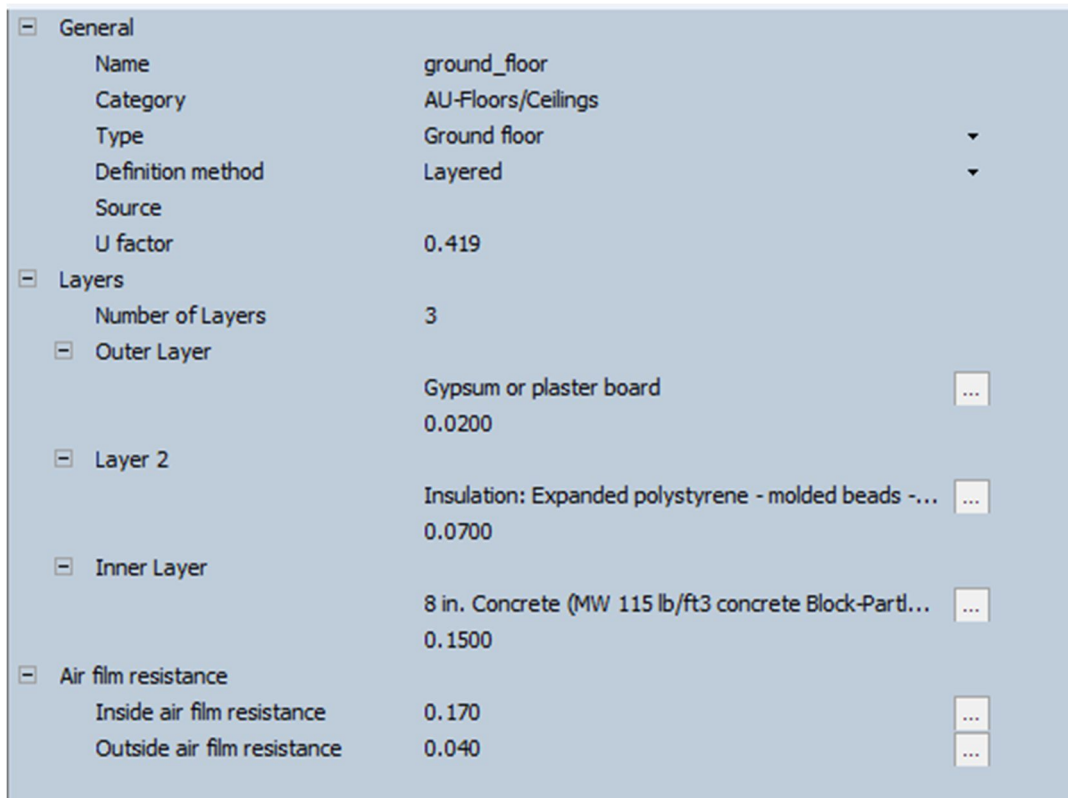 General
Name ground_floor
Category AU-Floors/Ceilings
Type Ground floor
Definition method Layered
Source
U factor 0.419
Layers
Number of Layers 3
Outer Layer
Gypsum or plaster board ...
0.0200
Layer 2
Insulation: Expanded polystyrene - molded beads -... ...
0.0700
Inner Layer
8 in. Concrete (MW 115 lb/ft3 concrete Block-Partl... ...
0.1500
Air film resistance
Inside air film resistance 0.170 ...
Outside air film resistance 0.040 ...